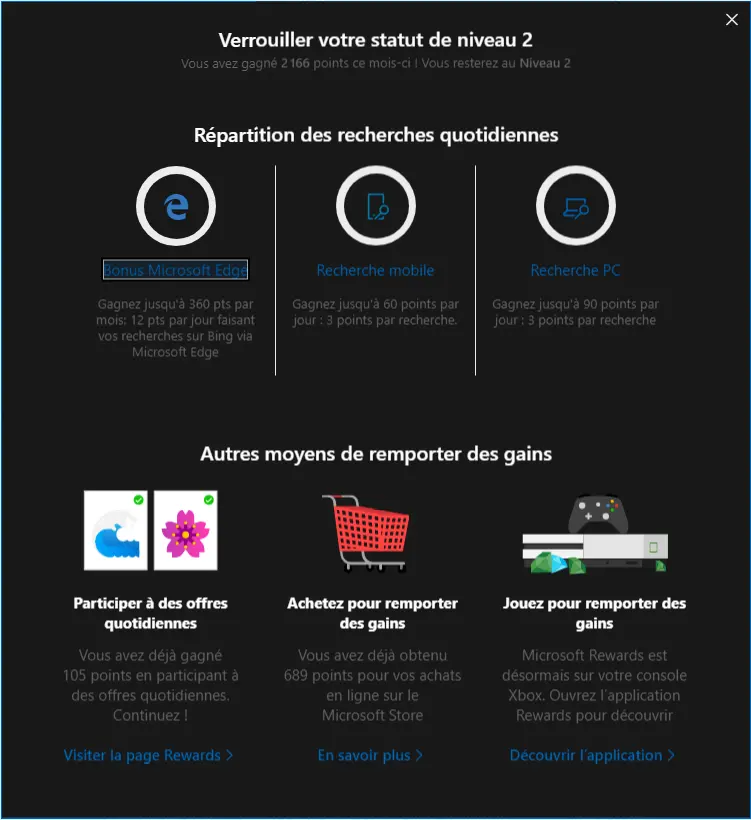 Verrouiller votre statut de niveau 2
Vous avez gagné 2 166 points ce mois-ci ! Vous resterez au Niveau 2
Répartition des recherches quotidiennes
Bonus Microsoft Edge
Gagnez jusqu'à 360 pts par
mois: 12 pts par jour faisant
vos recherches sur Bing via
Microsoft Edge
Recherche mobile
Gagnez jusqu'à 60 points par
jour : 3 points par recherche.
Recherche PC
Gagnez jusqu'à 90 points par
jour : 3 points par recherche
Autres moyens de remporter des gains
Participer à des offres
quotidiennes
Vous avez déjà gagné
105 points en participant à
des offres quotidiennes.
Continuez !
Visiter la page Rewards
Achetez pour remporter
des gains
Vous avez déjà obtenu
689 points pour vos achats
en ligne sur le
Microsoft Store
En savoir plus
Jouez pour remporter des
gains
Microsoft Rewards est
désormais sur votre console
Xbox. Ouvrez l'application
Rewards pour découvrir
Découvrir l'application